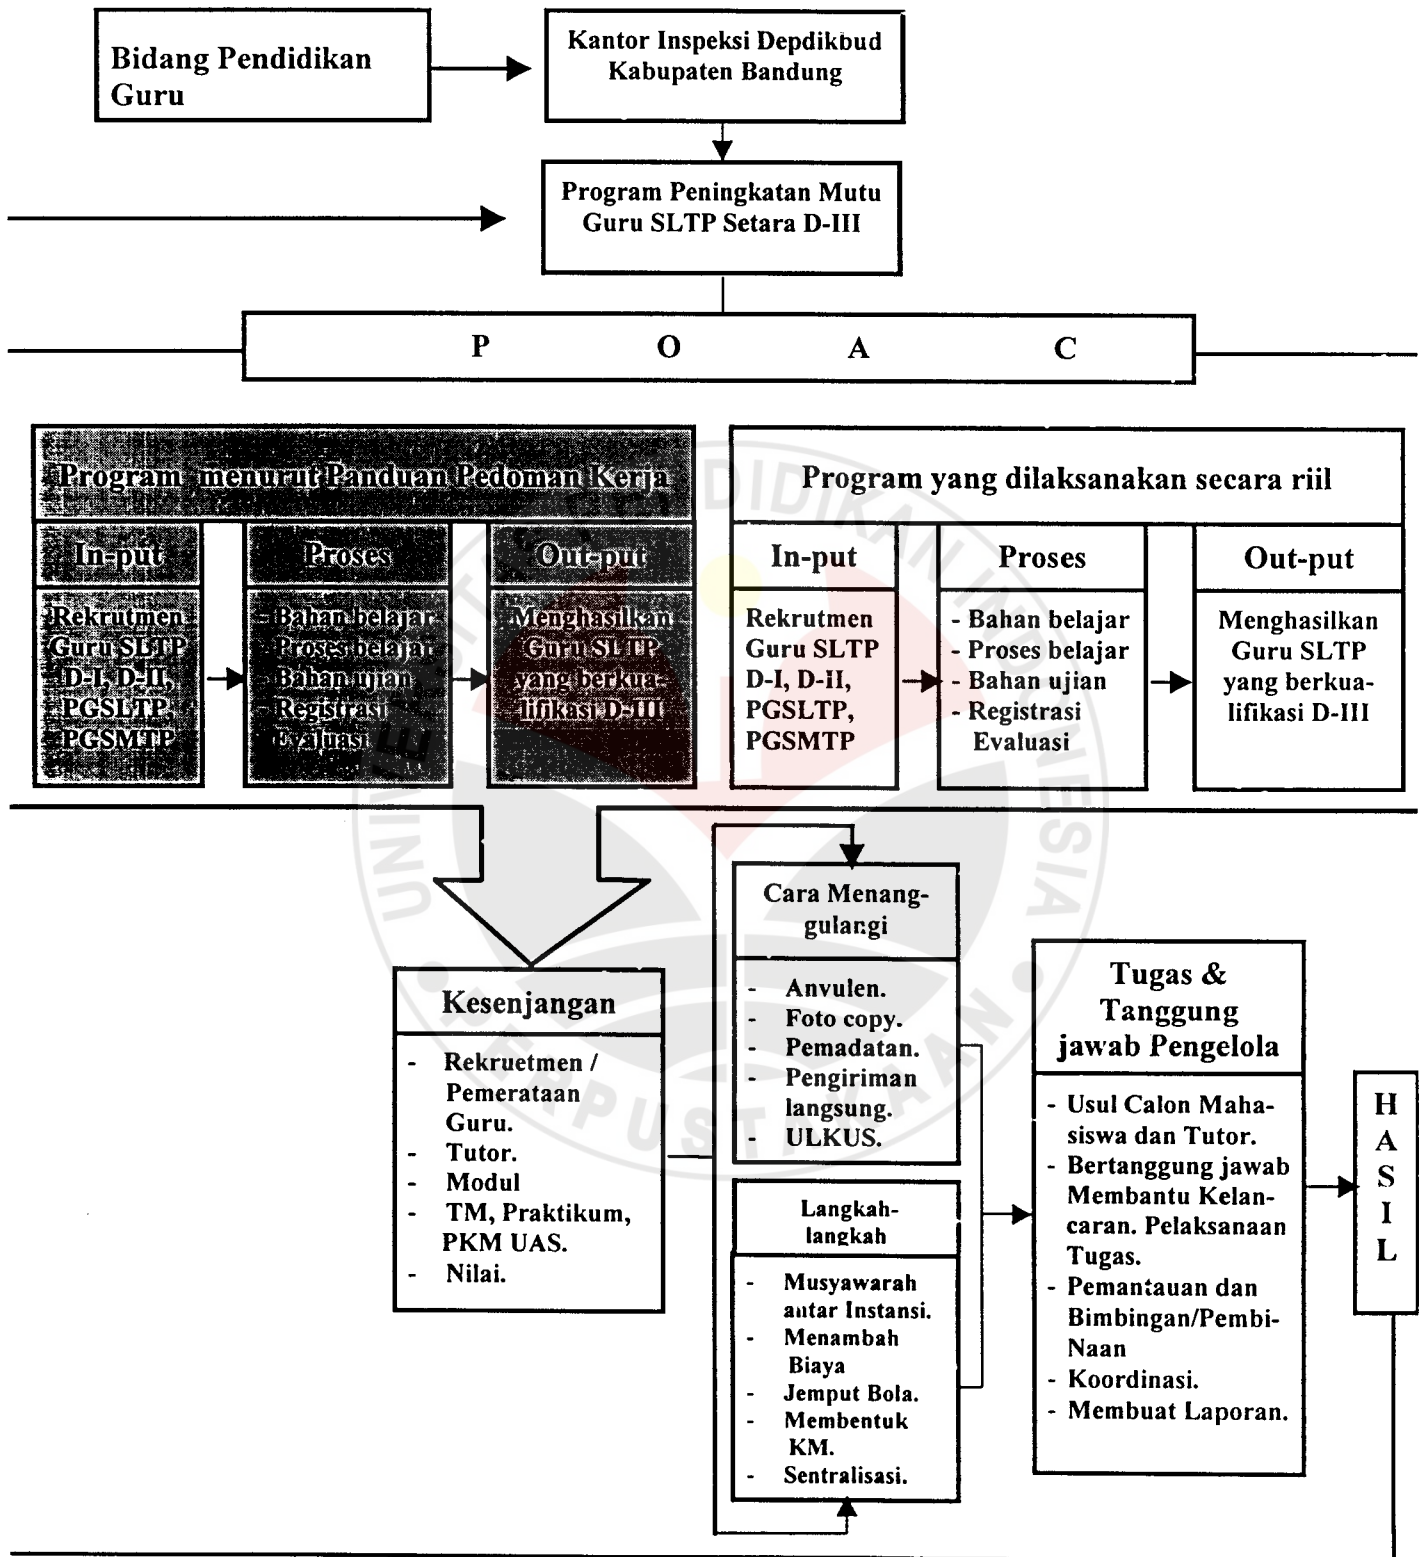 Bidang Pendidikan
Guru
Kantor Inspeksi Depdikbud
Kabupaten Bandung
Program Peningkatan Mutu
Guru SLTP Setara D-III
P O A C
Program menurut Panduan Pedoman Kerja
In-put
Rekrutmen
Guru SLTP
D-I, D-II,
PGSLTP,
PGSMTP
Proses
- Bahan belajar
- Proses belajar
- Bahan ujian
- Registrasi
Evaluasi
Out-put
Menghasilkan
Guru SLTP
yang berkua-
lifikasi D-III
Program yang dilaksanakan secara riil
In-put
Rekrutmen
Guru SLTP
D-I, D-II,
PGSLTP,
PGSMTP
Proses
- Bahan belajar
- Proses belajar
- Bahan ujian
- Registrasi
Evaluasi
Out-put
Menghasilkan
Guru SLTP
yang berkua-
lifikasi D-III
Kesenjangan
- Rekruetmen /
Pemerataan
Guru.
- Tutor.
- Modul
- TM, Praktikum,
PKM UAS.
- Nilai.
Cara Menang-
gulangi
- Anvulen.
- Foto copy.
- Pemadatan.
- Pengiriman
langsung.
- ULKUS.
Langkah-
langkah
- Musyawarah
antar Instansi.
- Menambah
Biaya
- Jemput Bola.
- Membentuk
KM.
- Sentralisasi.
Tugas &
Tanggung
jawab Pengelola
- Usul Calon Maha-
siswa dan Tutor.
- Bertanggung jawab
Membantu Kelan-
caran. Pelaksanaan
Tugas.
- Pemantauan dan
Bimbingan/Pembi-
Naan
- Koordinasi.
- Membuat Laporan.
H
A
S
I
L
UNIVERSITAS PENDIDIKAN INDONESIA
PERPUSTAKAAN